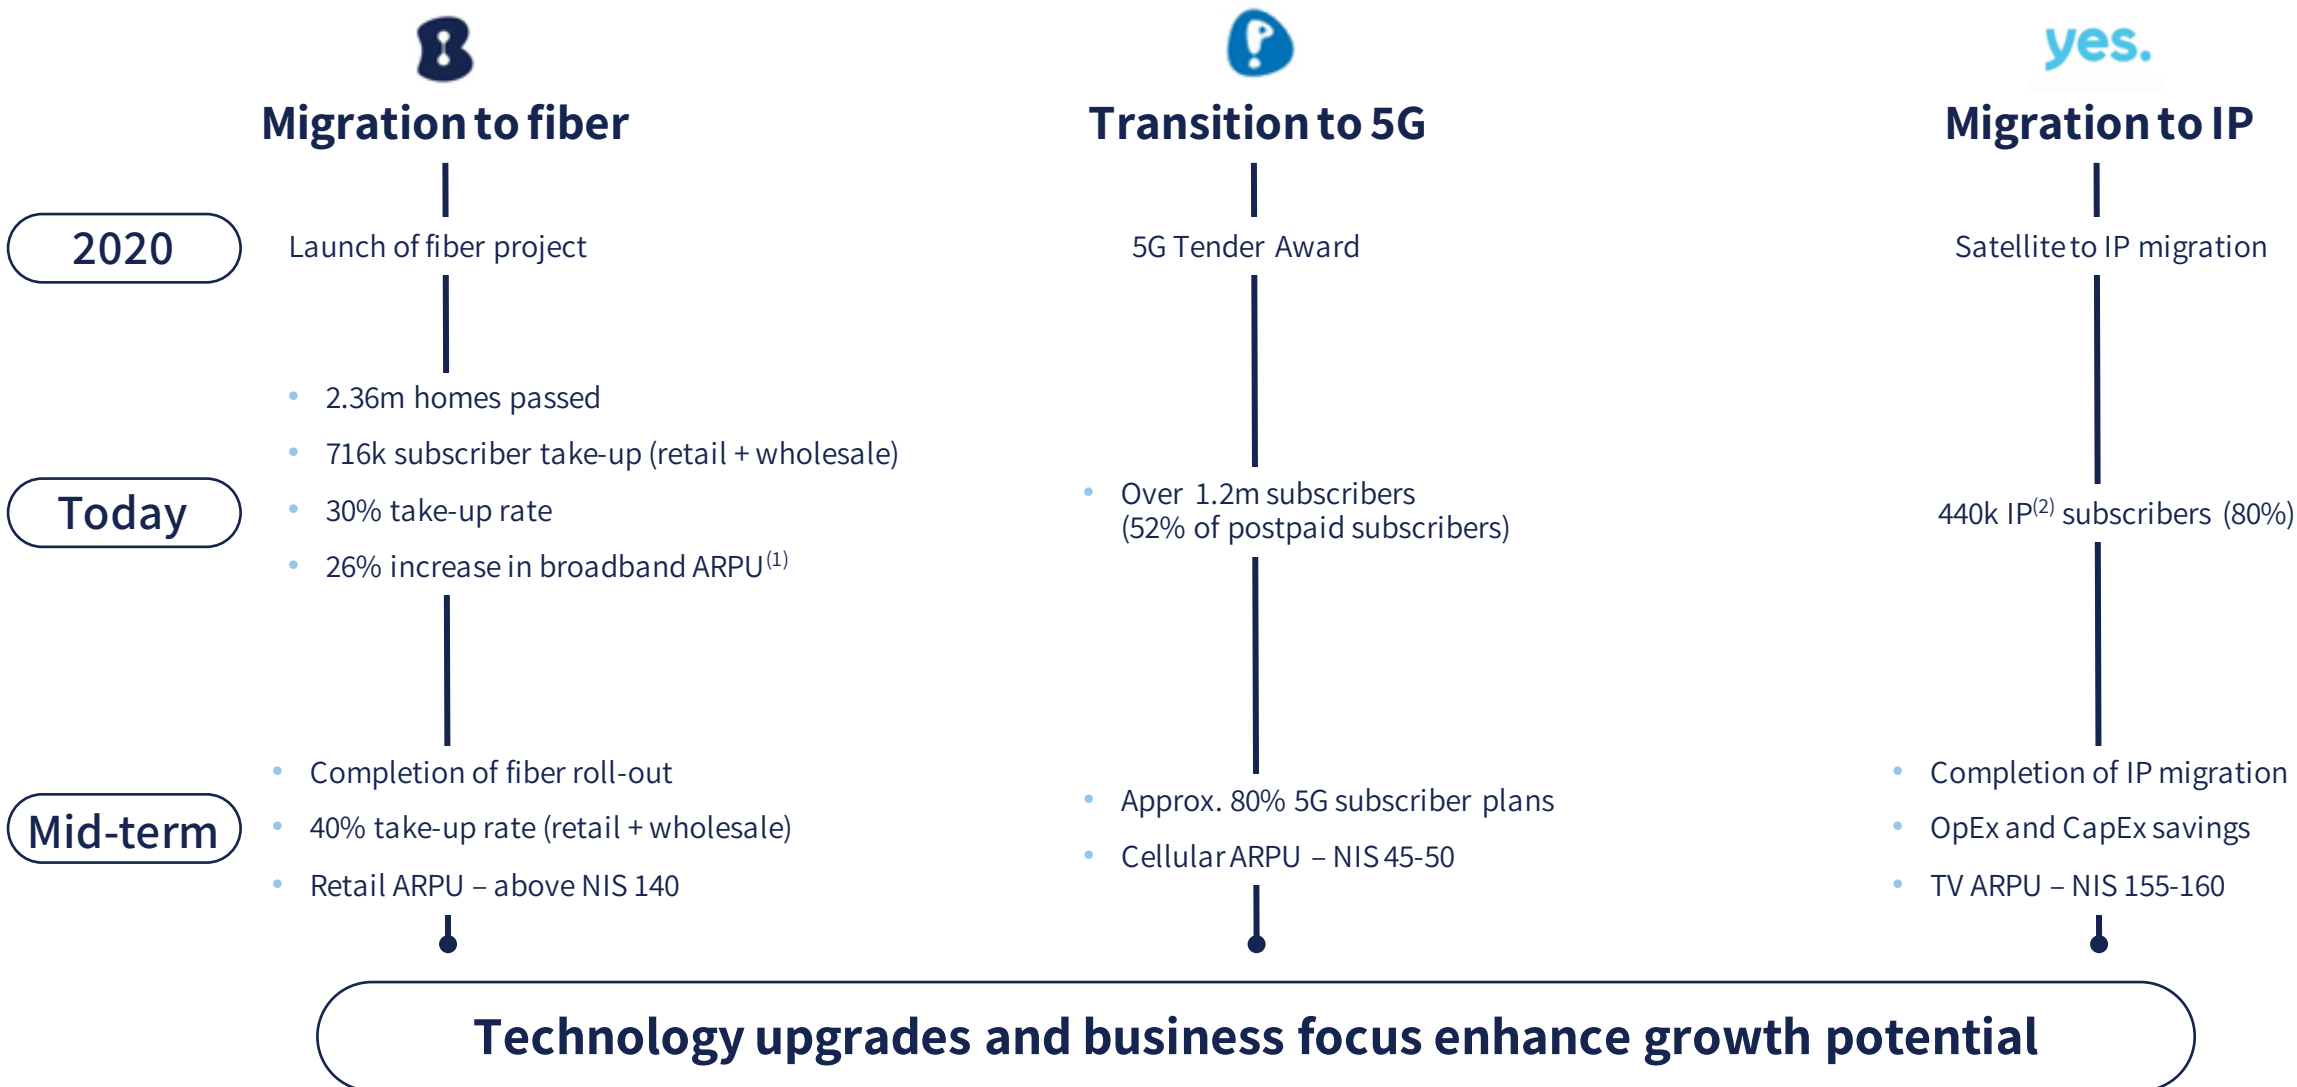 yes.
Migration to fiber
Transition to 5G
Migration to IP
2020
Launch of fiber project
5G Tender Award
Satellite to IP migration
Today
• 2.36m homes passed
• 716k subscriber take-up (retail + wholesale)
• 30% take-up rate
• 26% increase in broadband ARPU(1)
• Over 1.2m subscribers
(52% of postpaid subscribers)
440k IP(2) subscribers (80%)
Mid-term
• Completion of fiber roll-out
• 40% take-up rate (retail + wholesale)
• Retail ARPU – above NIS 140
• Approx. 80% 5G subscriber plans
• Cellular ARPU – NIS 45-50
• Completion of IP migration
• OpEx and CapEx savings
• TV ARPU – NIS 155-160
Technology upgrades and business focus enhance growth potential